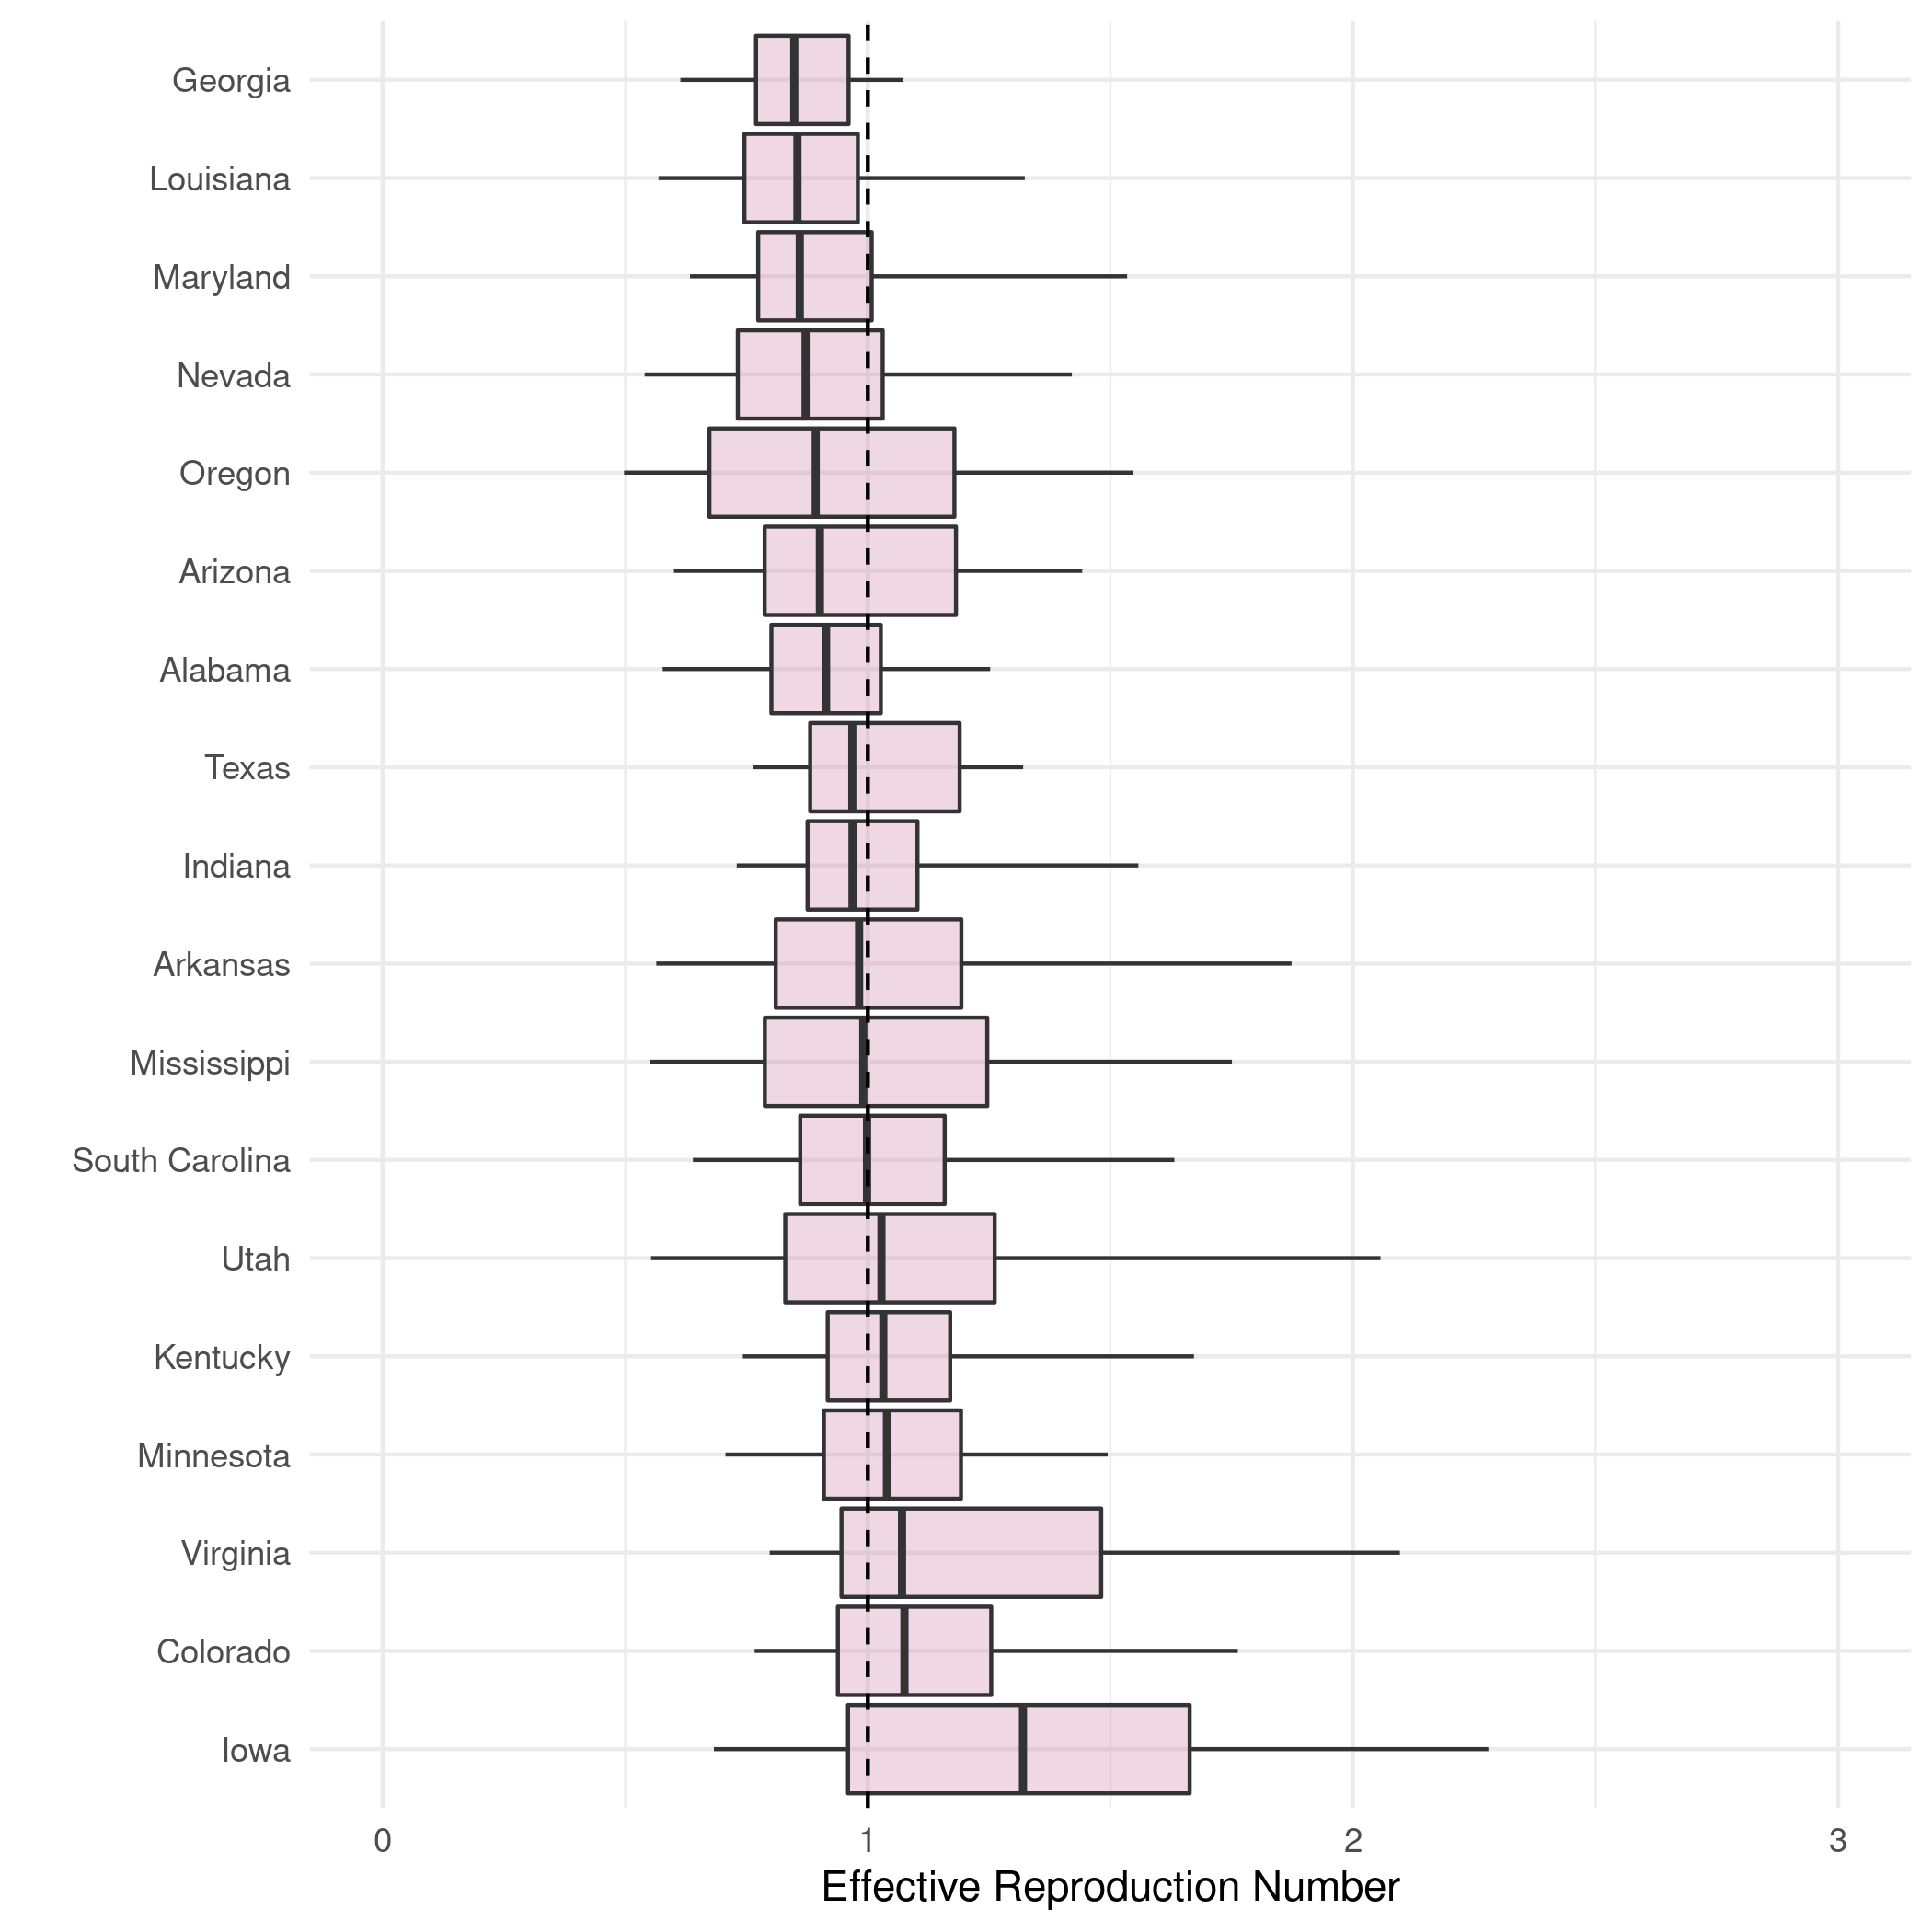 Georgia
Louisiana
Maryland
Nevada
Oregon
Arizona
Alabama
Texas
Indiana
Arkansas
Mississippi
South Carolina
Utah
Kentucky
Minnesota
Virginia
Colorado
Iowa
0 1 2 3
Effective Reproduction Number